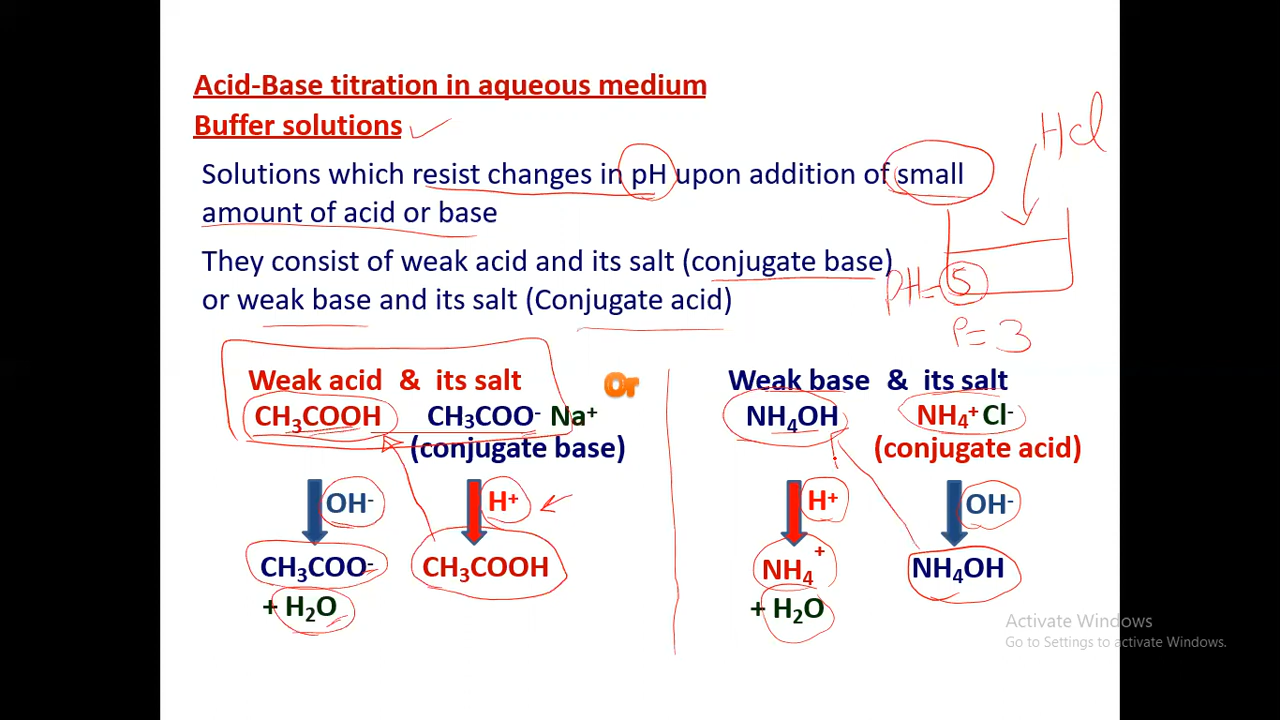 Acid-Base titration in aqueous medium
Buffer solutions
HCl
Solutions which resist changes in pH upon addition of small
amount of acid or base
They consist of weak acid and its salt (conjugate base)
or weak base and its salt (Conjugate acid)
pH= 5
P= 3
Weak acid & its salt
CH₃COOH CH₃COO⁻ Na⁺
(conjugate base)
OH⁻ H⁺
CH₃COO⁻ CH₃COOH
+ H₂O
Or
Weak base & its salt
NH₄OH NH₄⁺ Cl⁻
(conjugate acid)
H⁺ OH⁻
NH₄⁺ NH₄OH
+ H₂O
Activate Windows
Go to Settings to activate Windows.